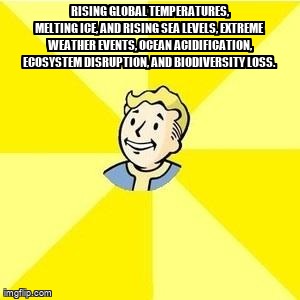 RISING GLOBAL TEMPERATURES,
MELTING ICE, AND RISING SEA LEVELS, EXTREME
WEATHER EVENTS, OCEAN ACIDIFICATION,
ECOSYSTEM DISRUPTION, AND BIODIVERSITY LOSS.
imgflip.com